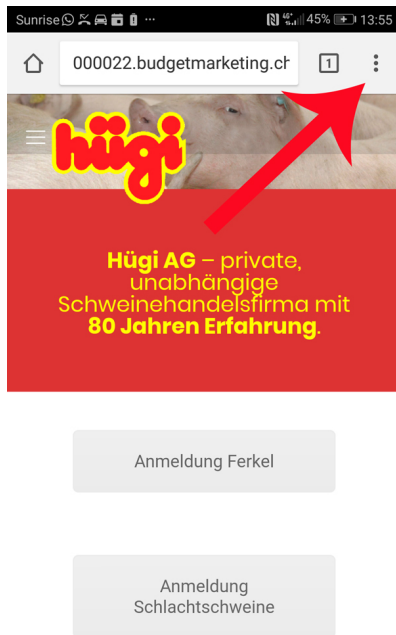 Sunrise 45% 13:55
000022.budgetmarketing.ch 1
hügi
Hügi AG – private,
unabhängige
Schweinehandelsfirma mit
80 Jahren Erfahrung.
Anmeldung Ferkel
Anmeldung
Schlachtschweine